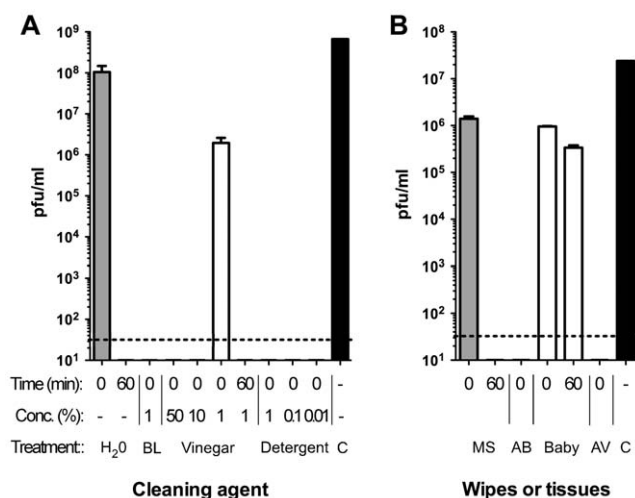 A
B
10⁹
10⁸
10⁷
10⁶
10⁵
10⁴
10³
10²
10¹
pfu/ml
10⁸
10⁷
10⁶
10⁵
10⁴
10³
10²
10¹
pfu/ml
Time (min): 0 60 0 0 0 0 60 0 0 0 -
Conc. (%): - - 1 50 10 1 1 1 0.1 0.01 -
Treatment:: H₂0 BL Vinegar Detergent C
Cleaning agent
0 60 0 0 60 0 -
MS AB Baby AV C
Wipes or tissues